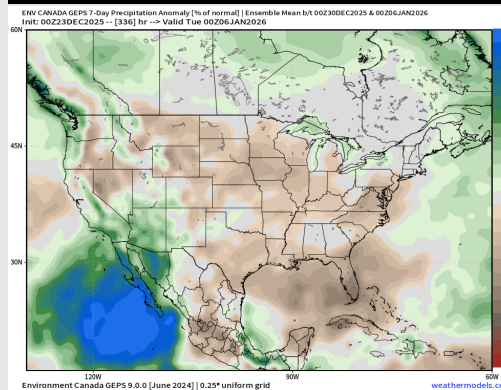 ENV CANADA GEPS 7-Day Precipitation Anomaly [% of normal] | Ensemble Mean b/t 00Z30DEC2025 & 00Z06JAN2026
Init: 00Z23DEC2025 -- [336] hr --> Valid Tue 00Z06JAN2026
60N
45N
30N
120W
90W
60W
Environment Canada GEPS 9.0.0 [June 2024] | 0.25° uniform grid
weathermodels.co